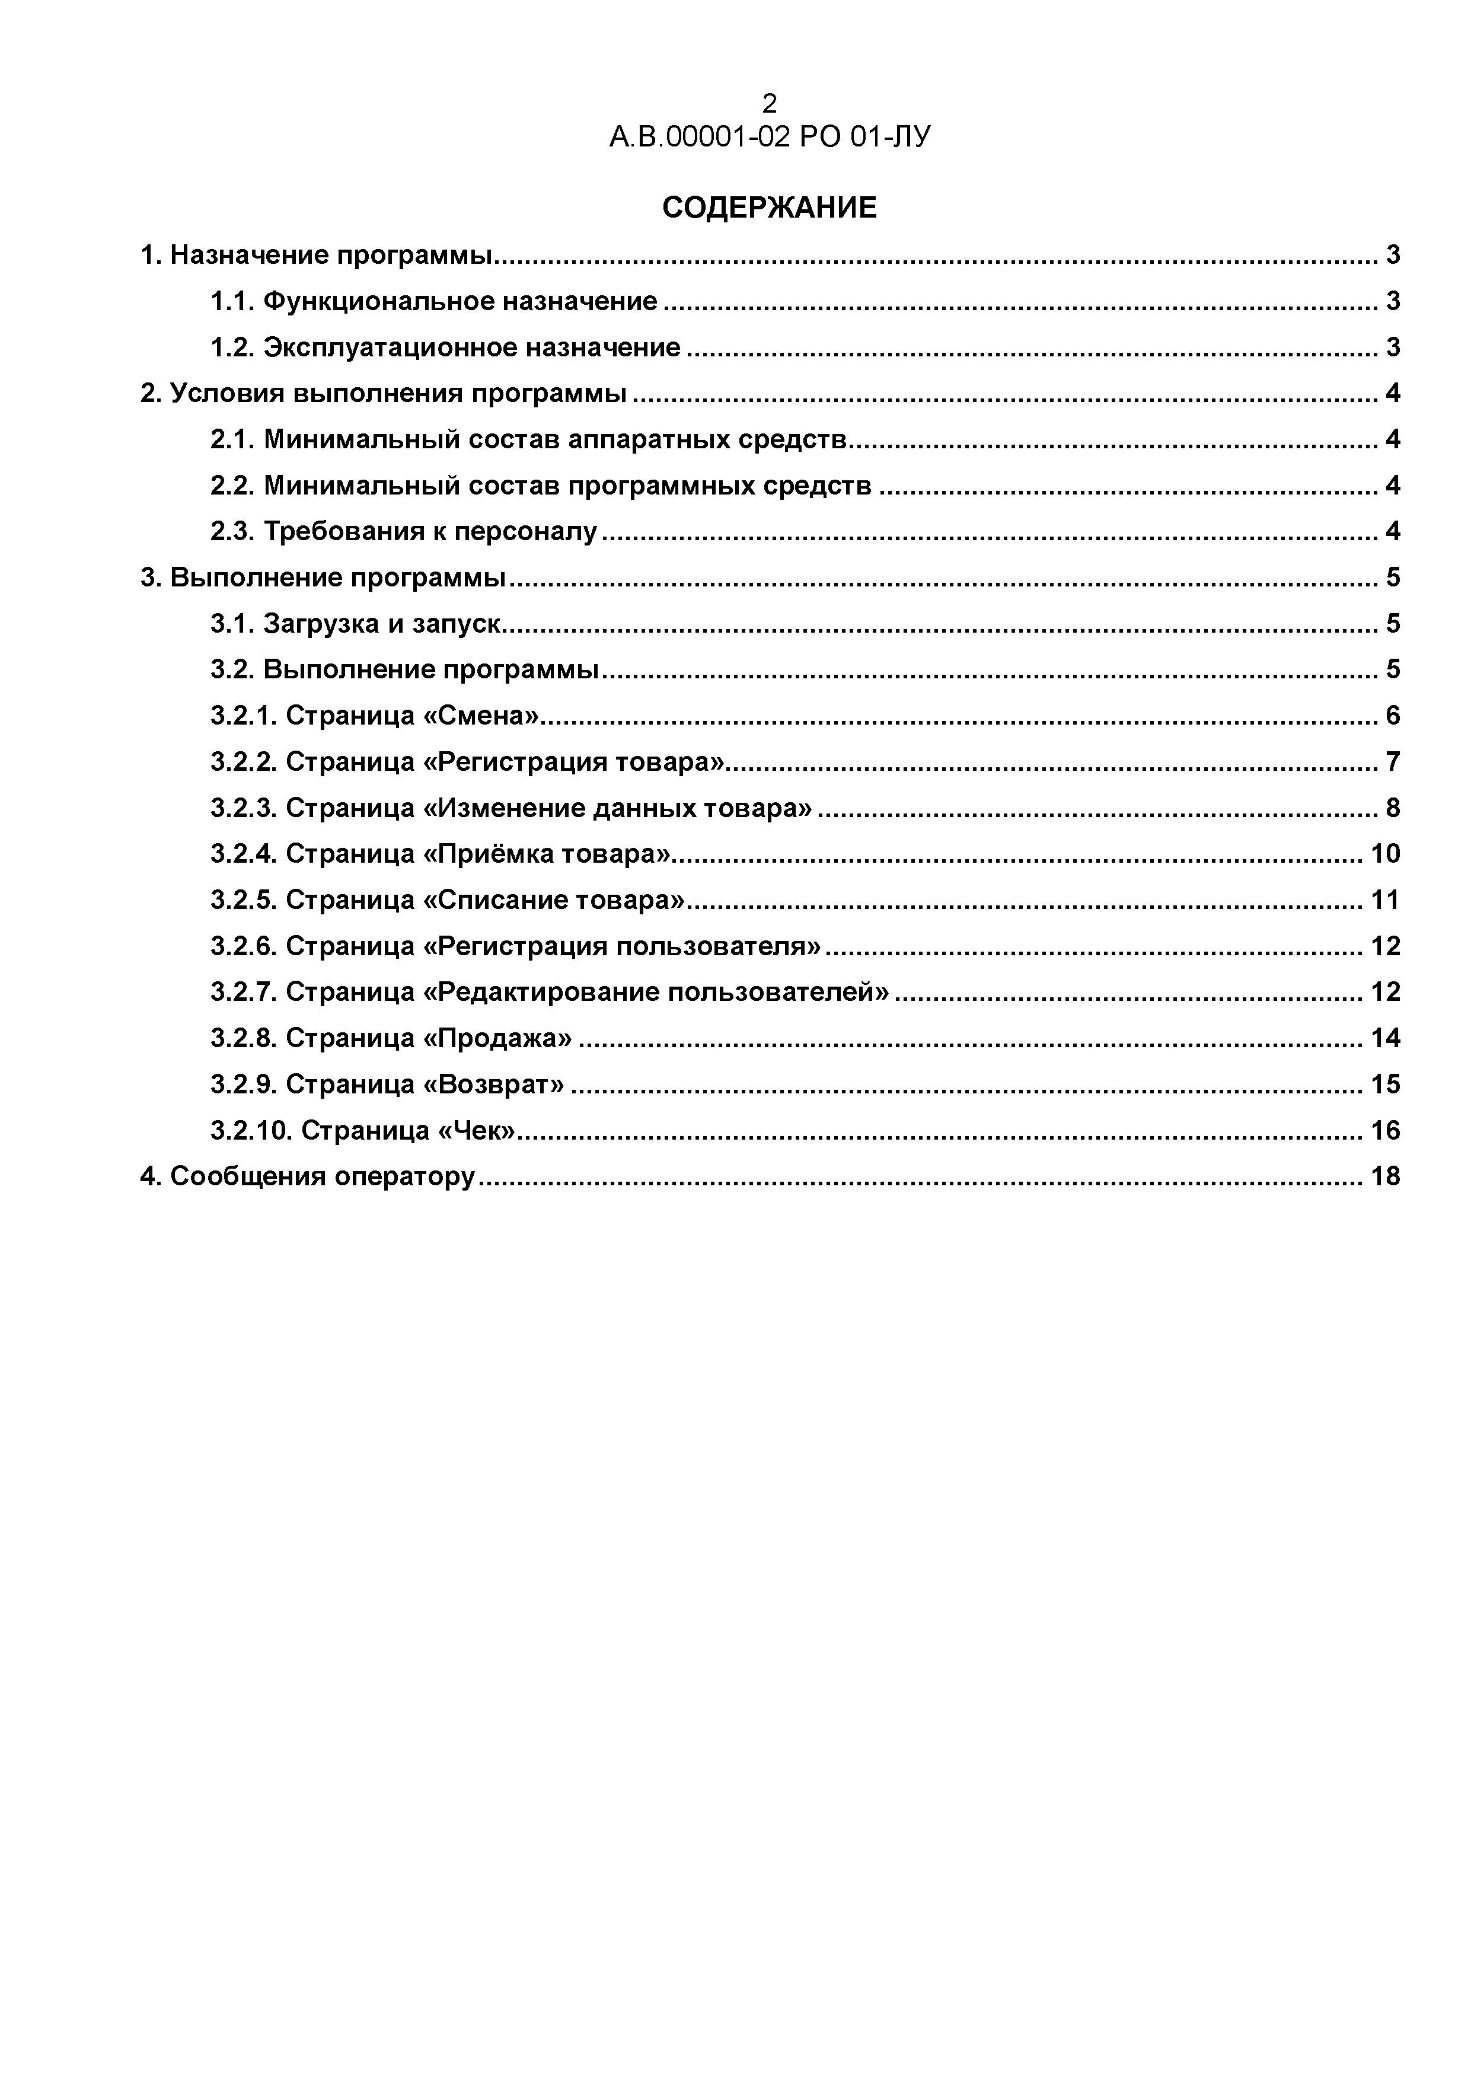 2
А.В.00001-02 РО 01-ЛУ
СОДЕРЖАНИЕ
1. Назначение программы........................................ 3
1.1. Функциональное назначение ........................................ 3
1.2. Эксплуатационное назначение ........................................ 3
2. Условия выполнения программы ........................................ 4
2.1. Минимальный состав аппаратных средств........................................ 4
2.2. Минимальный состав программных средств ........................................ 4
2.3. Требования к персоналу ........................................ 4
3. Выполнение программы ........................................ 5
3.1. Загрузка и запуск........................................ 5
3.2. Выполнение программы........................................ 5
3.2.1. Страница «Смена»........................................ 6
3.2.2. Страница «Регистрация товара»........................................ 7
3.2.3. Страница «Изменение данных товара» ........................................ 8
3.2.4. Страница «Приёмка товара»........................................ 10
3.2.5. Страница «Списание товара»........................................ 11
3.2.6. Страница «Регистрация пользователя» ........................................ 12
3.2.7. Страница «Редактирование пользователей» ........................................ 12
3.2.8. Страница «Продажа» ........................................ 14
3.2.9. Страница «Возврат» ........................................ 15
3.2.10. Страница «Чек»........................................ 16
4. Сообщения оператору ........................................ 18